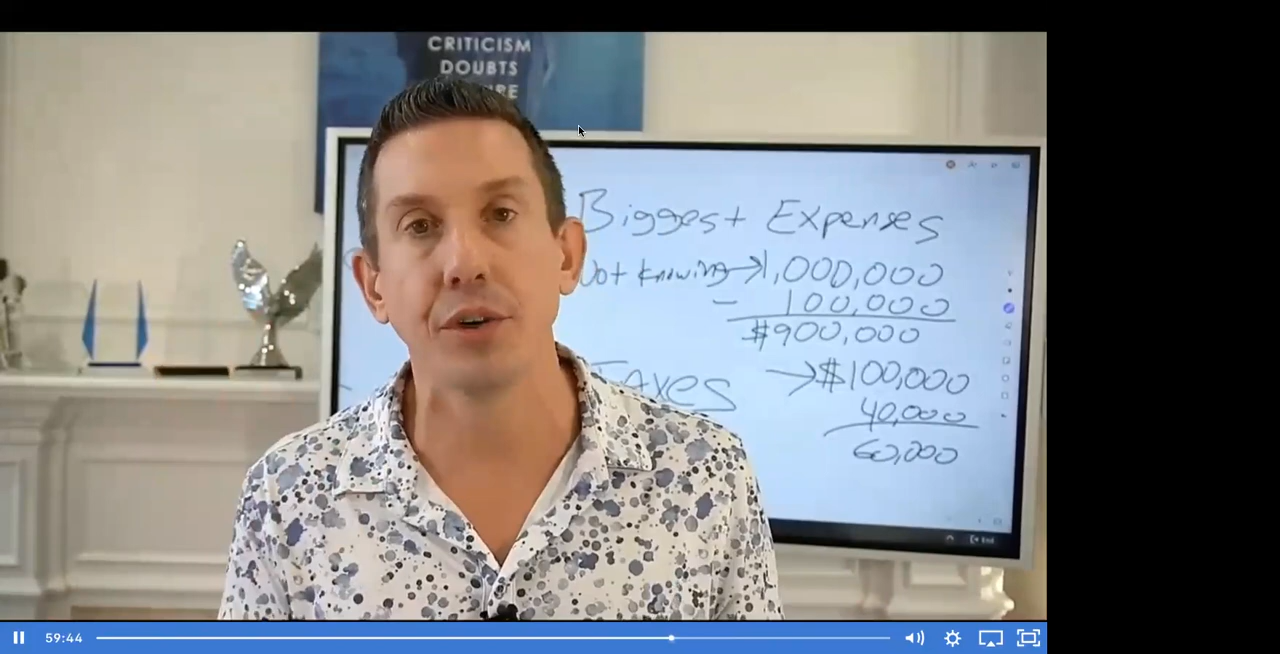 CRITICISM
DOUBTS
Biggest Expenses
Not knowing → 1,000,000
- 100,000
$900,000
Taxes
→ $100,000
40,000
60,000
End
59:44